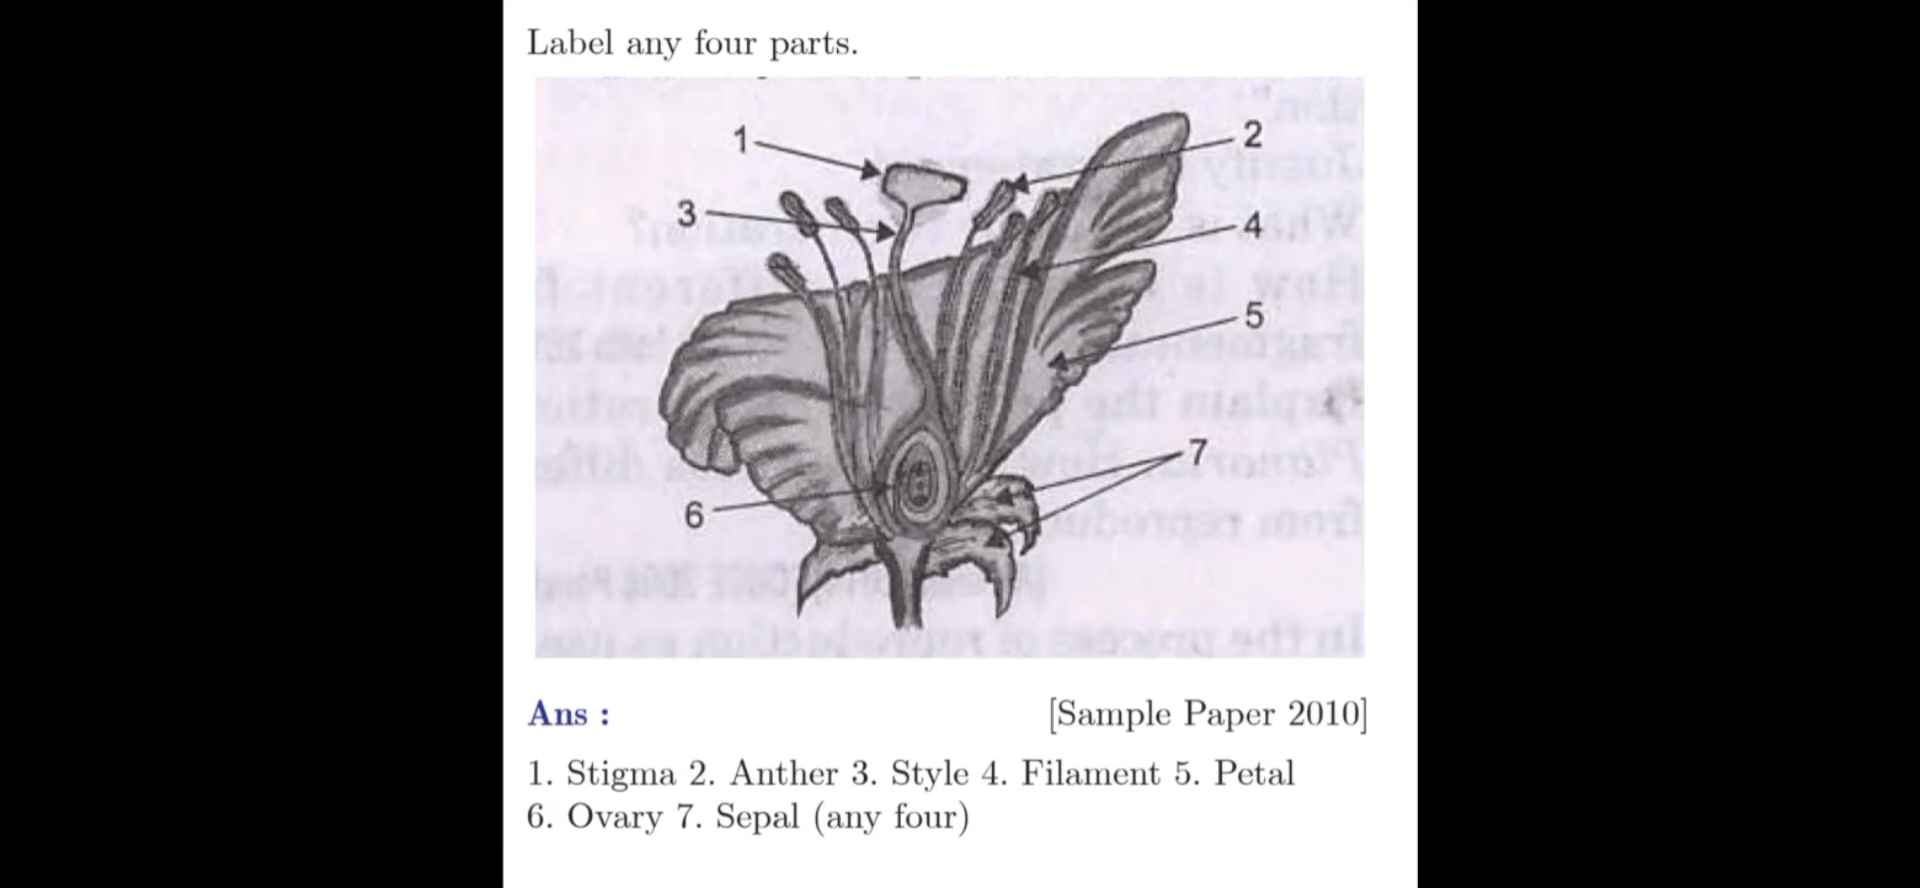 Label any four parts.
1
2
3
4
5
7
6
Ans :
[Sample Paper 2010]
1. Stigma 2. Anther 3. Style 4. Filament 5. Petal
6. Ovary 7. Sepal (any four)